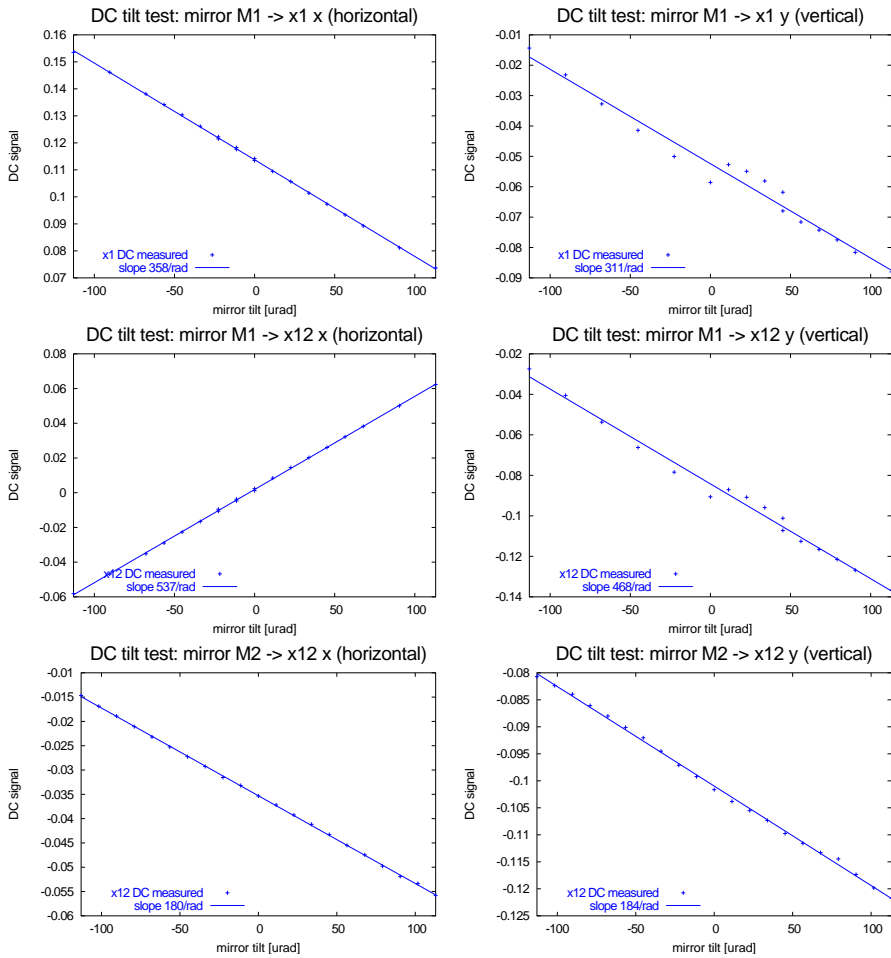 DC tilt test: mirror M1 -> x1 x (horizontal)
0.16
0.15
0.14
0.13
0.12
0.11
0.1
0.09
0.08
0.07
DC signal
x1 DC measured
slope 358/rad
-100
-50
0
50
100
mirror tilt [urad]
DC tilt test: mirror M1 -> x1 y (vertical)
-0.01
-0.02
-0.03
-0.04
-0.05
-0.06
-0.07
-0.08
-0.09
DC signal
x1 DC measured
slope 311/rad
-100
-50
0
50
100
mirror tilt [urad]
DC tilt test: mirror M1 -> x12 x (horizontal)
0.08
0.06
0.04
0.02
0
-0.02
-0.04
-0.06
DC signal
x12 DC measured
slope 537/rad
-100
-50
0
50
100
mirror tilt [urad]
DC tilt test: mirror M1 -> x12 y (vertical)
-0.02
-0.04
-0.06
-0.08
-0.1
-0.12
-0.14
DC signal
x12 DC measured
slope 468/rad
-100
-50
0
50
100
mirror tilt [urad]
DC tilt test: mirror M2 -> x12 x (horizontal)
-0.01
-0.015
-0.02
-0.025
-0.03
-0.035
-0.04
-0.045
-0.05
-0.055
-0.06
DC signal
x12 DC measured
slope 180/rad
-100
-50
0
50
100
mirror tilt [urad]
DC tilt test: mirror M2 -> x12 y (vertical)
-0.08
-0.085
-0.09
-0.095
-0.1
-0.105
-0.11
-0.115
-0.12
-0.125
DC signal
x12 DC measured
slope 184/rad
-100
-50
0
50
100
mirror tilt [urad]